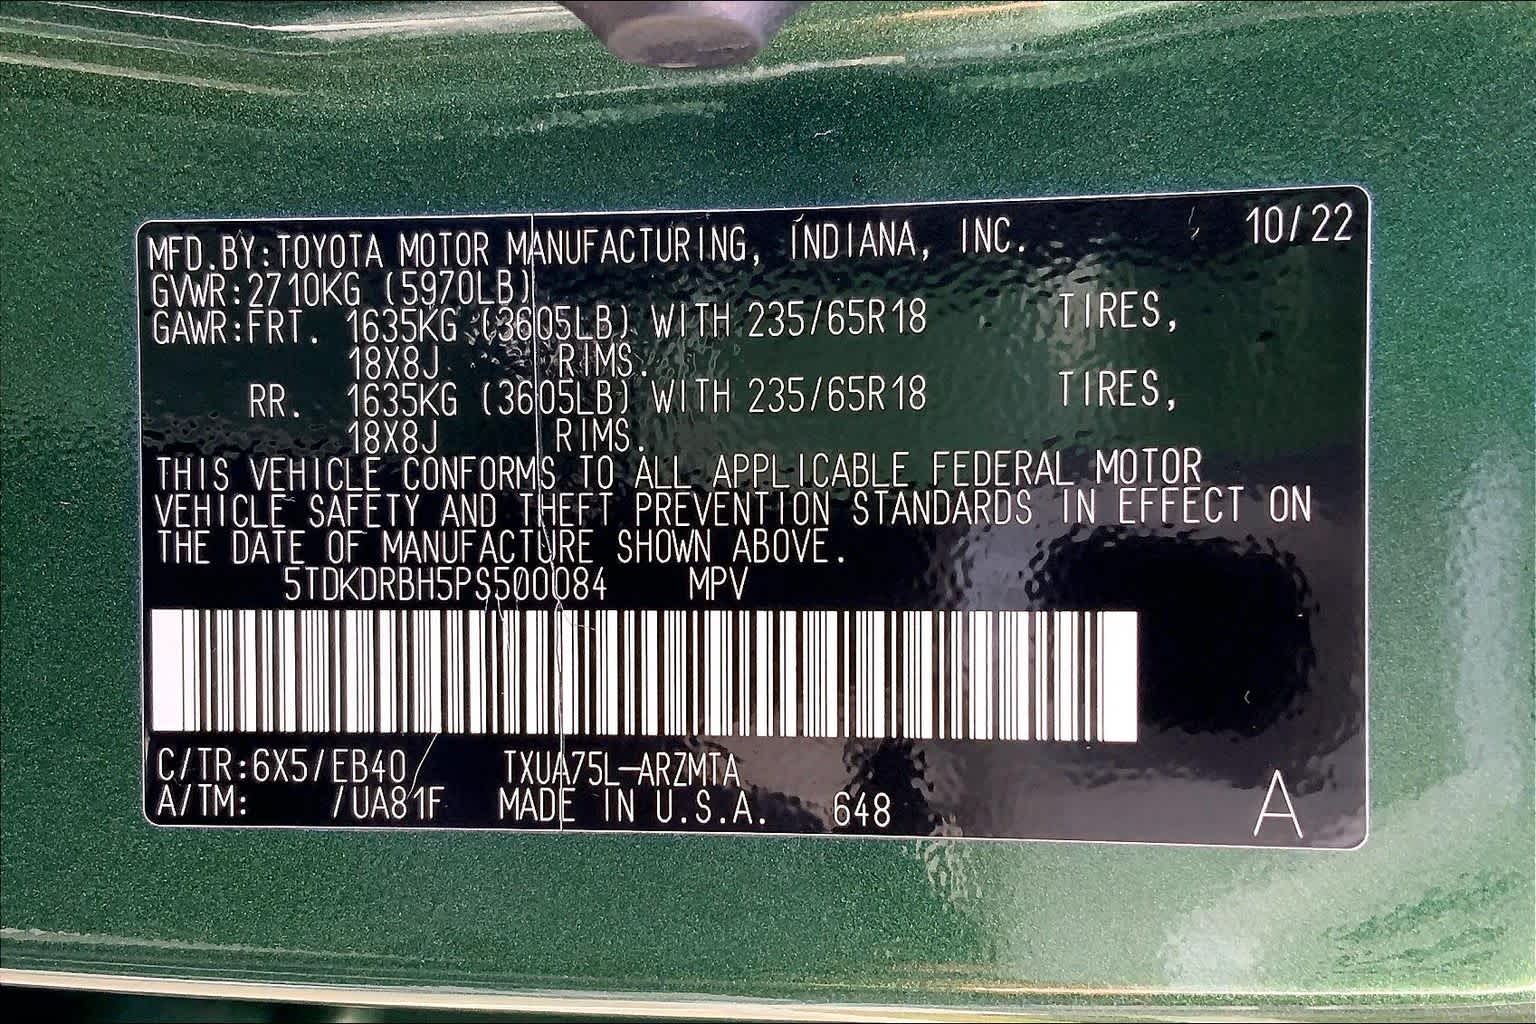 MFD.BY:TOYOTA MOTOR MANUFACTURING, INDIANA, INC. 10/22
GVWR:2710KG (5970LB)
GAWR:FRT. 1635KG (3605LB) WITH 235/65R18 TIRES,
18X8J RIMS.
RR. 1635KG (3605LB) WITH 235/65R18 TIRES,
18X8J RIMS.
THIS VEHICLE CONFORMS TO ALL APPLICABLE FEDERAL MOTOR
VEHICLE SAFETY AND THEFT PREVENTION STANDARDS IN EFFECT ON
THE DATE OF MANUFACTURE SHOWN ABOVE.
5TDKDRBH5PS500084 MPV
C/TR:6X5/EB40 TXUA75L-ARZMTA
A/TM: /UA81F MADE IN U.S.A. 648 A